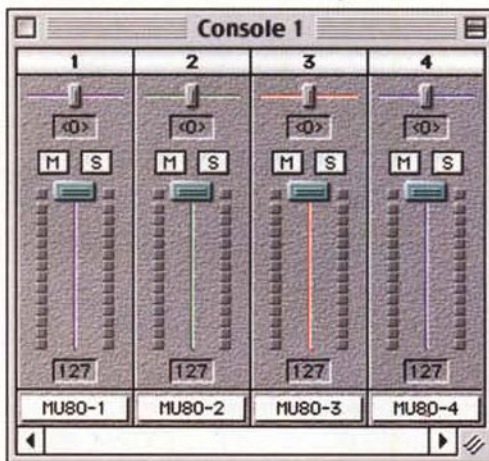 Console 1
1 2 3 4
<0> <0> <0> <0>
M S M S M S M S
127 127 127 127
MU80-1 MU80-2 MU80-3 MU80-4